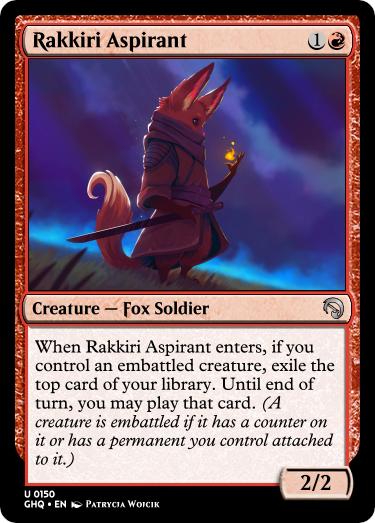 Rakkiri Aspirant 1
Creature — Fox Soldier
When Rakkiri Aspirant enters, if you
control an embattled creature, exile the
top card of your library. Until end of
turn, you may play that card. (A
creature is embattled if it has a counter on
it or has a permanent you control attached
to it.)
2/2
U 0150
GHQ • EN Patrycja Wojcik